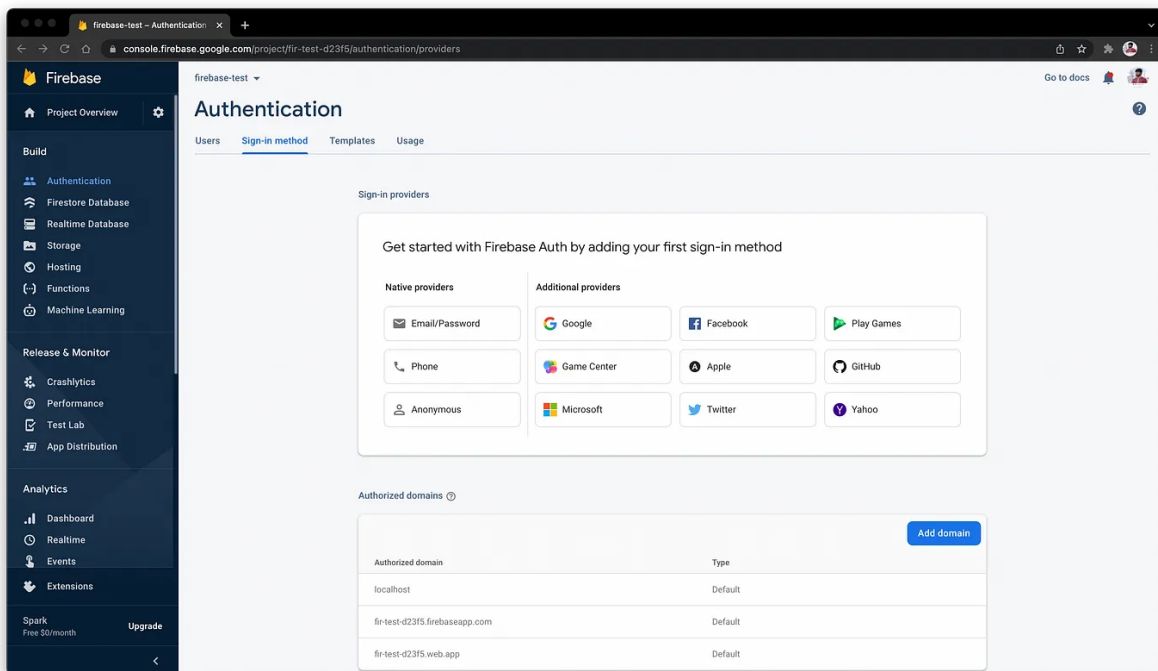 firebase-test – Authentication
console.firebase.google.com/project/fir-test-d23f5/authentication/providers
Firebase
Project Overview
Build
Authentication
Firestore Database
Realtime Database
Storage
Hosting
Functions
Machine Learning
Release & Monitor
Crashlytics
Performance
Test Lab
App Distribution
Analytics
Dashboard
Realtime
Events
Extensions
Spark
Free $0/month
Upgrade
firebase-test
Go to docs
Authentication
Users
Sign-in method
Templates
Usage
Sign-in providers
Get started with Firebase Auth by adding your first sign-in method
Native providers
Additional providers
Email/Password
Google
Facebook
Play Games
Phone
Game Center
Apple
GitHub
Anonymous
Microsoft
Twitter
Yahoo
Authorized domains
Add domain
Authorized domain
Type
localhost
Default
fir-test-d23f5.firebaseapp.com
Default
fir-test-d23f5.web.app
Default